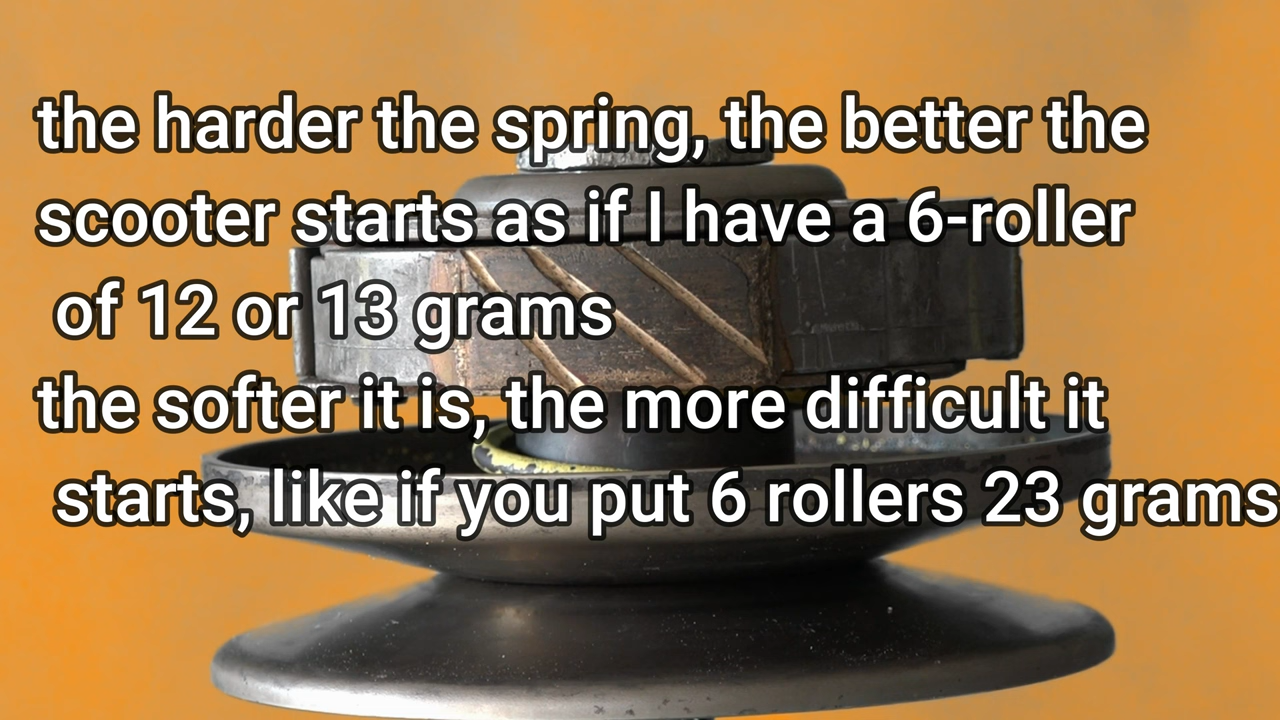 the harder the spring, the better the
scooter starts as if I have a 6-roller
of 12 or 13 grams
the softer it is, the more difficult it
starts, like if you put 6 rollers 23 grams